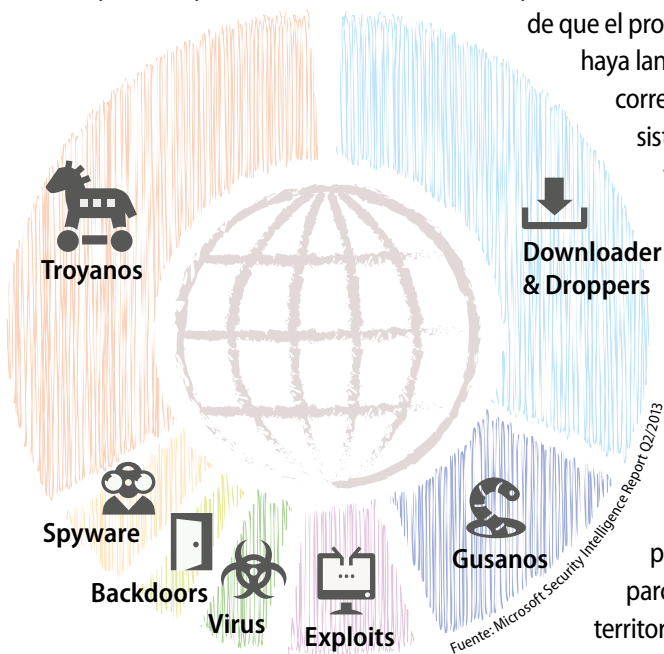 de que el pro
haya lan
corre
sist
Troyanos
Downloader
& Droppers
Spyware
Backdoors
Virus
Exploits
Gusanos
Fuente: Microsoft Security Intelligence Report Q2/2013
p
parc
territor